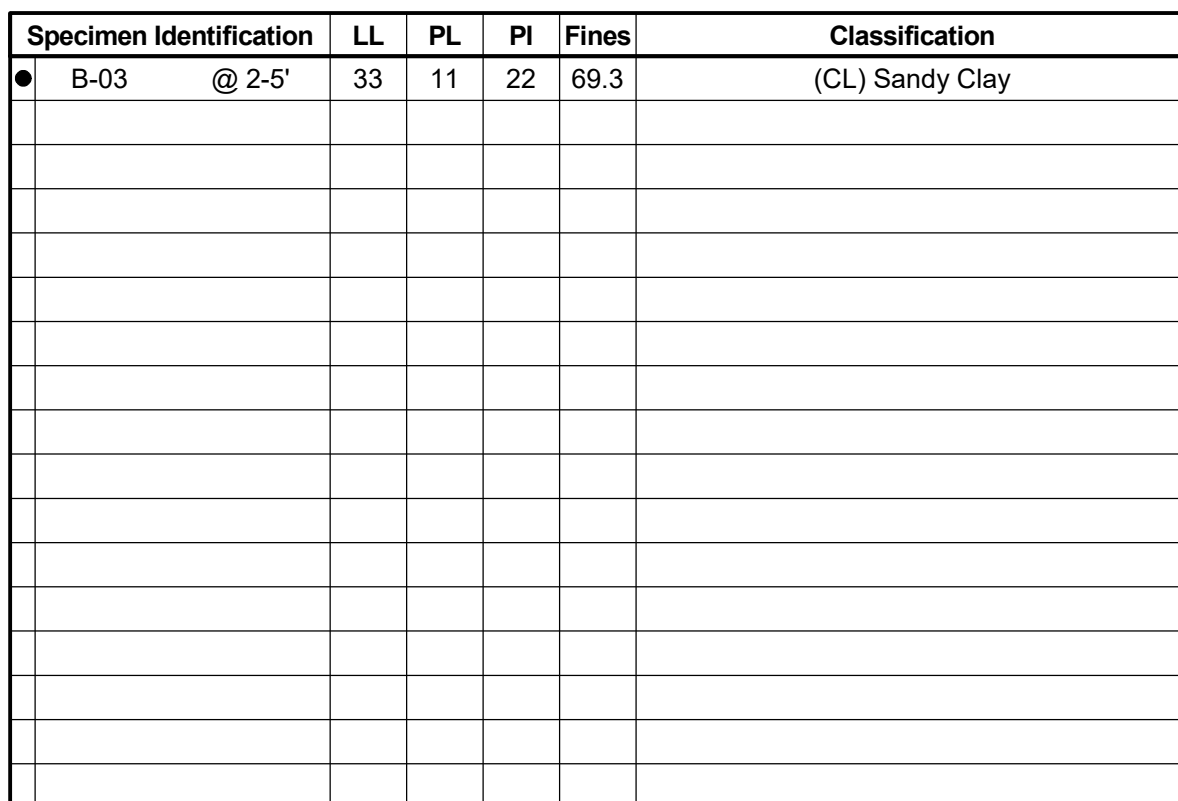 Specimen Identification LL PL PI Fines Classification
● B-03 @ 2-5' 33 11 22 69.3 (CL) Sandy Clay